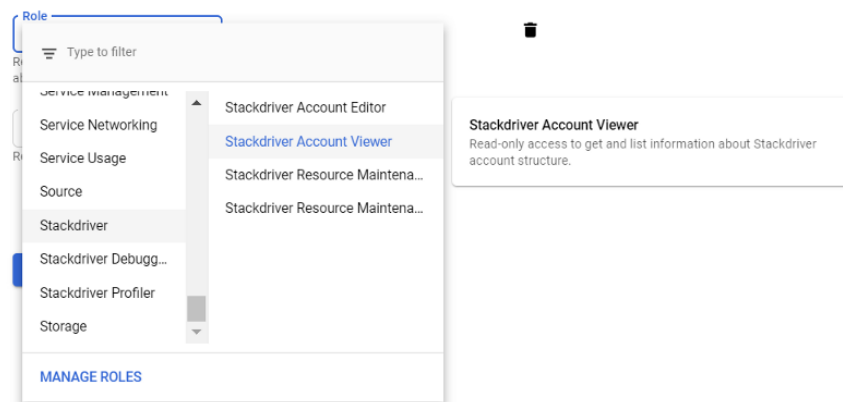 Role
Type to filter
Service Management
Service Networking
Service Usage
Source
Stackdriver
Stackdriver Debugg...
Stackdriver Profiler
Storage
Stackdriver Account Editor
Stackdriver Account Viewer
Stackdriver Resource Maintena...
Stackdriver Resource Maintena...
MANAGE ROLES
Stackdriver Account Viewer
Read-only access to get and list information about Stackdriver
account structure.